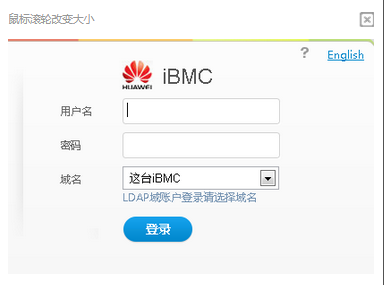 鼠标滚轮改变大小
? English
HUAWEI iBMC
用户名
密码
域名 这台iBMC
LDAP域账户登录请选择域名
登录